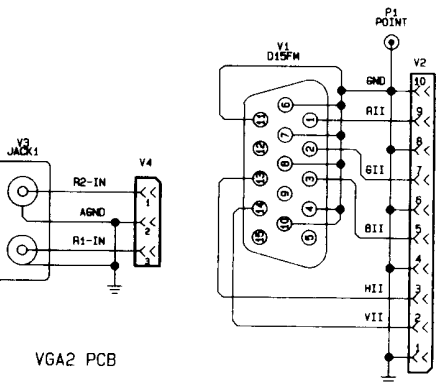 P1
POINT
V1
D15FM
V2
GND
10
RII
9
8
GII
7
6
BII
5
4
HII
3
VII
2
1
11
6
1
12
7
2
13
8
3
14
9
4
15
10
5
V3
JACK1
V4
R2-IN
1
AGND
2
R1-IN
3
VGA2 PCB